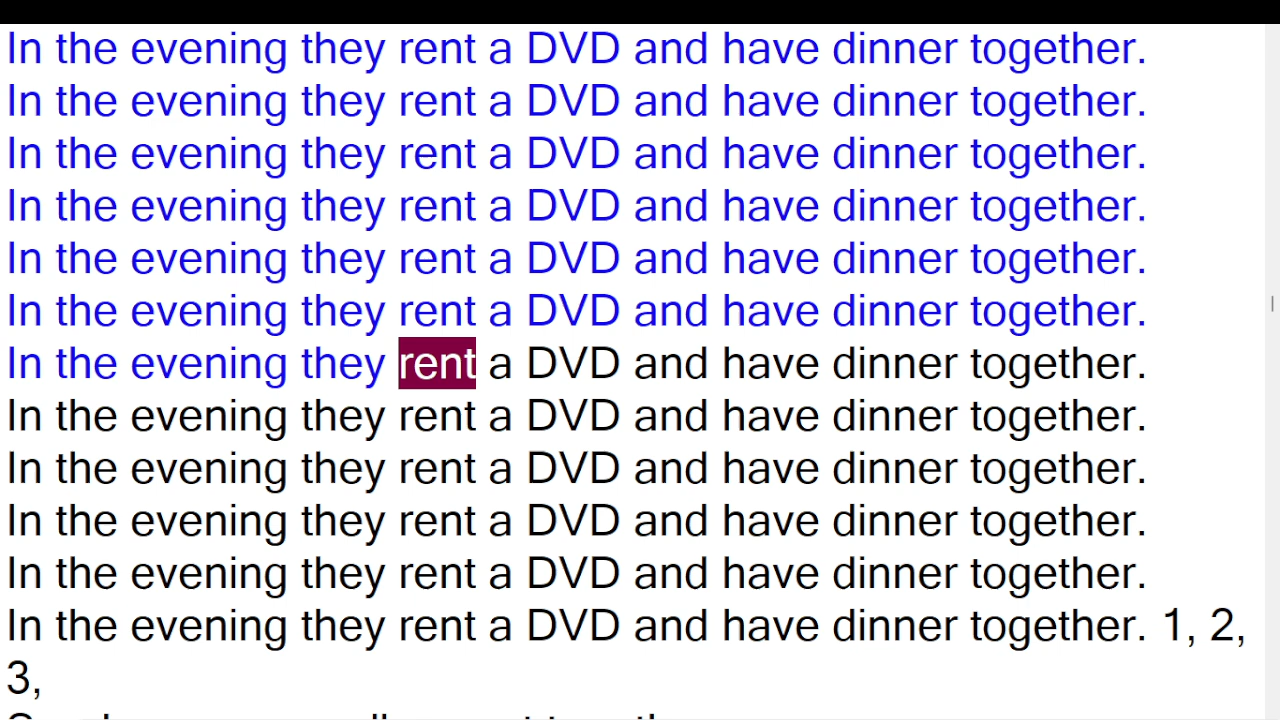 In the evening they rent a DVD and have dinner together.
In the evening they rent a DVD and have dinner together.
In the evening they rent a DVD and have dinner together.
In the evening they rent a DVD and have dinner together.
In the evening they rent a DVD and have dinner together.
In the evening they rent a DVD and have dinner together.
In the evening they rent a DVD and have dinner together.
In the evening they rent a DVD and have dinner together.
In the evening they rent a DVD and have dinner together.
In the evening they rent a DVD and have dinner together.
In the evening they rent a DVD and have dinner together.
In the evening they rent a DVD and have dinner together. 1, 2,
3,